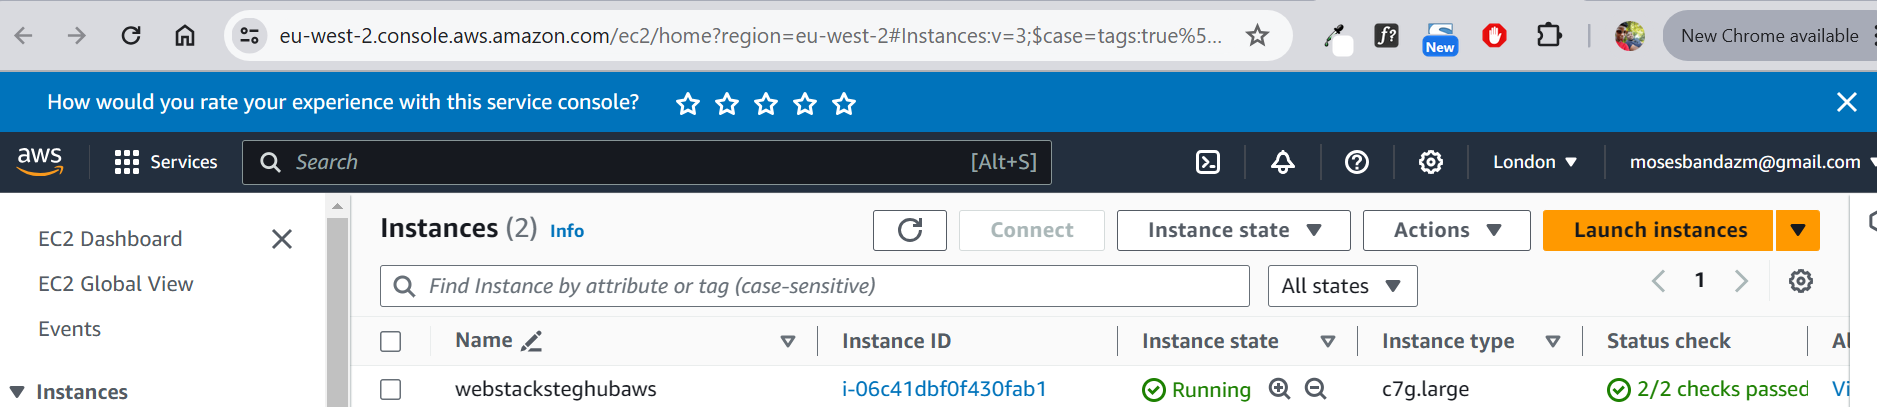 eu-west-2.console.aws.amazon.com/ec2/home?region=eu-west-2#Instances:v=3;$case=tags:true%5...
f?
New
New Chrome available
How would you rate your experience with this service console?
aws
Services
Search
[Alt+S]
London
mosesbandazm@gmail.com
EC2 Dashboard
EC2 Global View
Events
Instances
Instances (2) Info
Connect
Instance state
Actions
Launch instances
Find Instance by attribute or tag (case-sensitive)
All states
1
Name
Instance ID
Instance state
Instance type
Status check
Al
webstacksteghubaws
i-06c41dbf0f430fab1
Running
c7g.large
2/2 checks passed
Vi